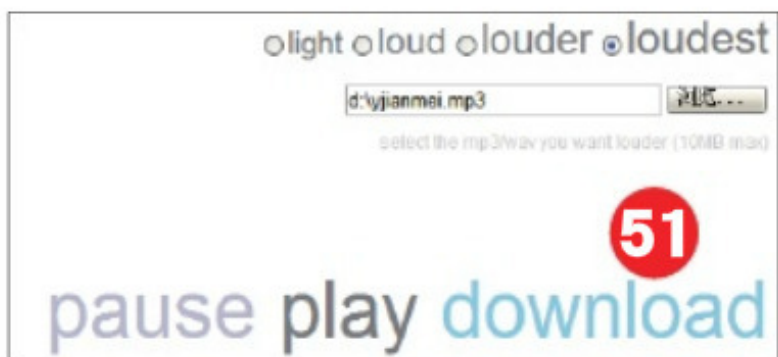 light loud louder loudest
d:\yjianmei.mp3 浏览...
select the mp3/wav you want louder (10MB max)
51
pause play download